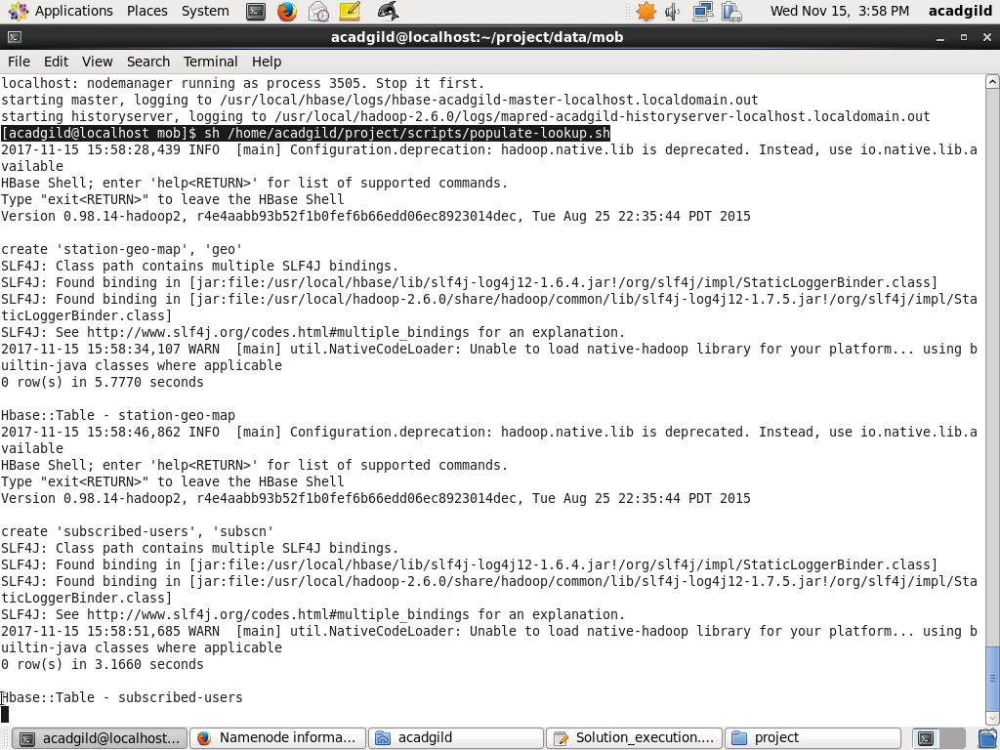 Applications Places System Wed Nov 15, 3:58 PM acadgild
acadgild@localhost:~/project/data/mob
File Edit View Search Terminal Help
localhost: nodemanager running as process 3505. Stop it first.
starting master, logging to /usr/local/hbase/logs/hbase-acadgild-master-localhost.localdomain.out
starting historyserver, logging to /usr/local/hadoop-2.6.0/logs/mapred-acadgild-historyserver-localhost.localdomain.out
[acadgild@localhost mob]$ sh /home/acadgild/project/scripts/populate-lookup.sh
2017-11-15 15:58:28,439 INFO  [main] Configuration.deprecation: hadoop.native.lib is deprecated. Instead, use io.native.lib.a
vailable
HBase Shell; enter 'help<RETURN>' for list of supported commands.
Type "exit<RETURN>" to leave the HBase Shell
Version 0.98.14-hadoop2, r4e4aabb93b52f1b0fef6b66edd06ec8923014dec, Tue Aug 25 22:35:44 PDT 2015
create 'station-geo-map', 'geo'
SLF4J: Class path contains multiple SLF4J bindings.
SLF4J: Found binding in [jar:file:/usr/local/hbase/lib/slf4j-log4j12-1.6.4.jar!/org/slf4j/impl/StaticLoggerBinder.class]
SLF4J: Found binding in [jar:file:/usr/local/hadoop-2.6.0/share/hadoop/common/lib/slf4j-log4j12-1.7.5.jar!/org/slf4j/impl/Sta
ticLoggerBinder.class]
SLF4J: See http://www.slf4j.org/codes.html#multiple_bindings for an explanation.
2017-11-15 15:58:34,107 WARN  [main] util.NativeCodeLoader: Unable to load native-hadoop library for your platform... using b
uiltin-java classes where applicable
0 row(s) in 5.7770 seconds
Hbase::Table - station-geo-map
2017-11-15 15:58:46,862 INFO  [main] Configuration.deprecation: hadoop.native.lib is deprecated. Instead, use io.native.lib.a
vailable
HBase Shell; enter 'help<RETURN>' for list of supported commands.
Type "exit<RETURN>" to leave the HBase Shell
Version 0.98.14-hadoop2, r4e4aabb93b52f1b0fef6b66edd06ec8923014dec, Tue Aug 25 22:35:44 PDT 2015
create 'subscribed-users', 'subscn'
SLF4J: Class path contains multiple SLF4J bindings.
SLF4J: Found binding in [jar:file:/usr/local/hbase/lib/slf4j-log4j12-1.6.4.jar!/org/slf4j/impl/StaticLoggerBinder.class]
SLF4J: Found binding in [jar:file:/usr/local/hadoop-2.6.0/share/hadoop/common/lib/slf4j-log4j12-1.7.5.jar!/org/slf4j/impl/Sta
ticLoggerBinder.class]
SLF4J: See http://www.slf4j.org/codes.html#multiple_bindings for an explanation.
2017-11-15 15:58:51,685 WARN  [main] util.NativeCodeLoader: Unable to load native-hadoop library for your platform... using b
uiltin-java classes where applicable
0 row(s) in 3.1660 seconds
Hbase::Table - subscribed-users
acadgild@localhost... Namenode informa... acadgild Solution_execution.... project